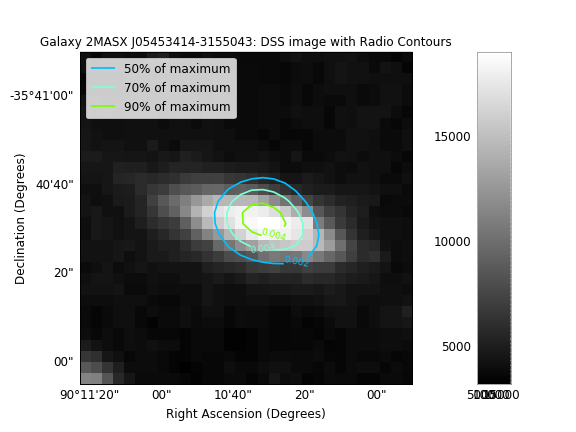 Galaxy 2MASX J05453414-3155043: DSS image with Radio Contours
50% of maximum
70% of maximum
90% of maximum
-35°41'00"
40'40"
20"
00"
90°11'20" 00" 10'40" 20" 00"
Right Ascension (Degrees)
Declination (Degrees)
0.004
0.002
15000
10000
5000